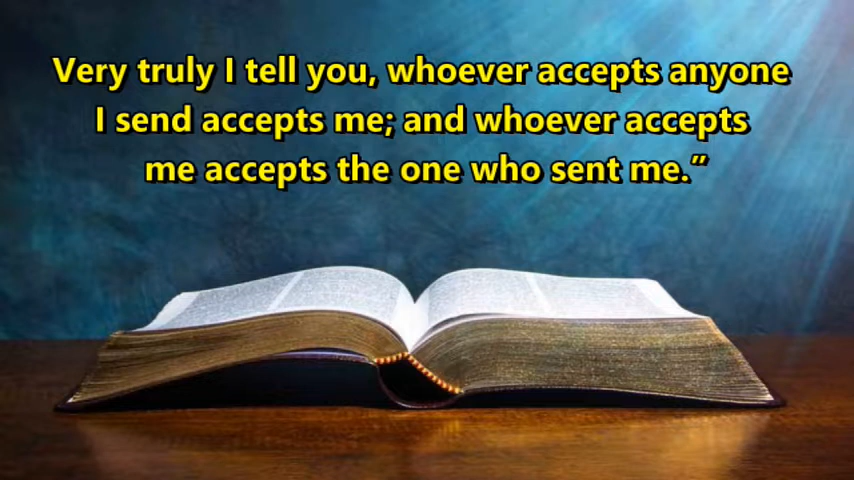 Very truly I tell you, whoever accepts anyone
I send accepts me; and whoever accepts
me accepts the one who sent me.”